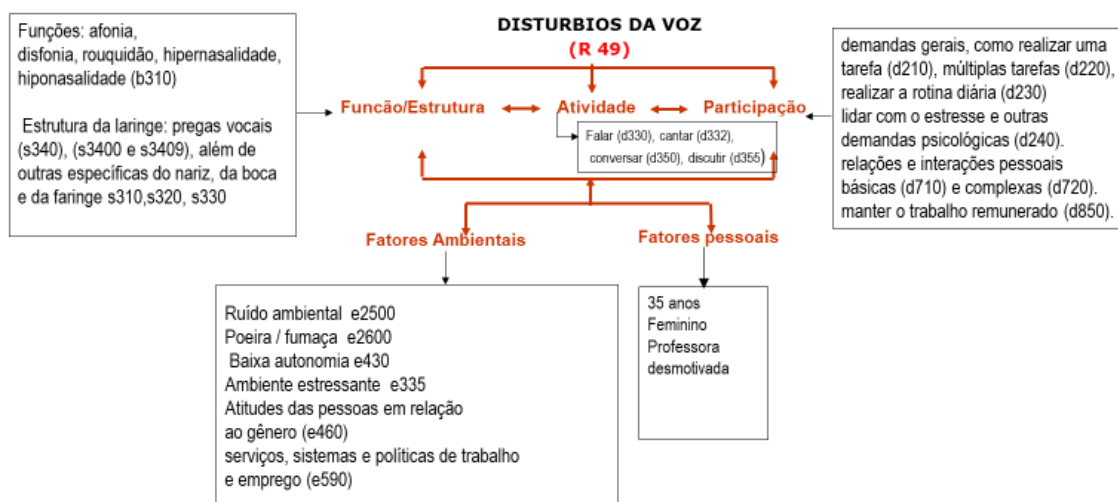 DISTURBIOS DA VOZ
(R 49)
Funções: afonia,
disfonia, rouquidão, hipernasalidade,
hiponasalidade (b310)
Estrutura da laringe: pregas vocais
(s340), (s3400 e s3409), além de
outras específicas do nariz, da boca
e da faringe s310,s320, s330
Funcão/Estrutura
Atividade
Participação
Falar (d330), cantar (d332),
conversar (d350), discutir (d355)
demandas gerais, como realizar uma
tarefa (d210), múltiplas tarefas (d220),
realizar a rotina diária (d230)
lidar com o estresse e outras
demandas psicológicas (d240).
relações e interações pessoais
básicas (d710) e complexas (d720).
manter o trabalho remunerado (d850).
Fatores Ambientais
Fatores pessoais
Ruído ambiental e2500
Poeira / fumaça e2600
Baixa autonomia e430
Ambiente estressante e335
Atitudes das pessoas em relação
ao gênero (e460)
serviços, sistemas e políticas de trabalho
e emprego (e590)
35 anos
Feminino
Professora
desmotivada